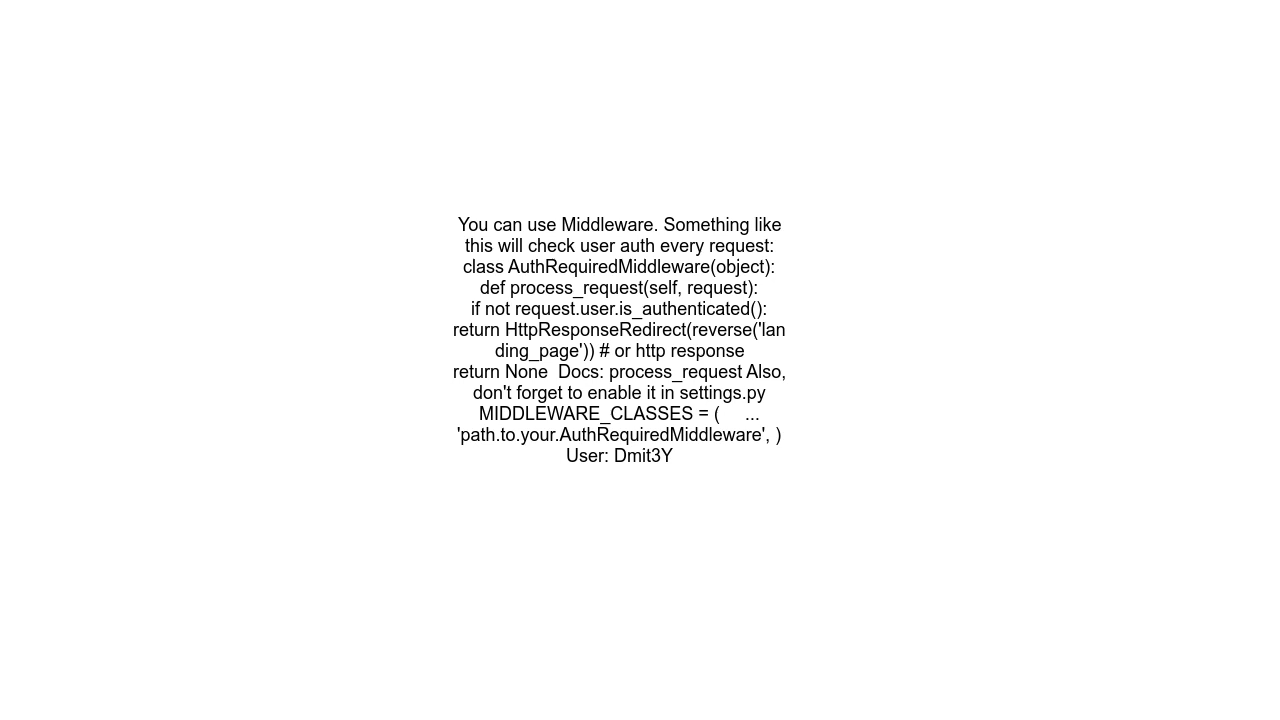 You can use Middleware. Something like
this will check user auth every request:
class AuthRequiredMiddleware(object):
def process_request(self, request):
if not request.user.is_authenticated():
return HttpResponseRedirect(reverse('lan
ding_page')) # or http response
return None  Docs: process_request Also,
don't forget to enable it in settings.py
MIDDLEWARE_CLASSES = (     ...
'path.to.your.AuthRequiredMiddleware', )
User: Dmit3Y